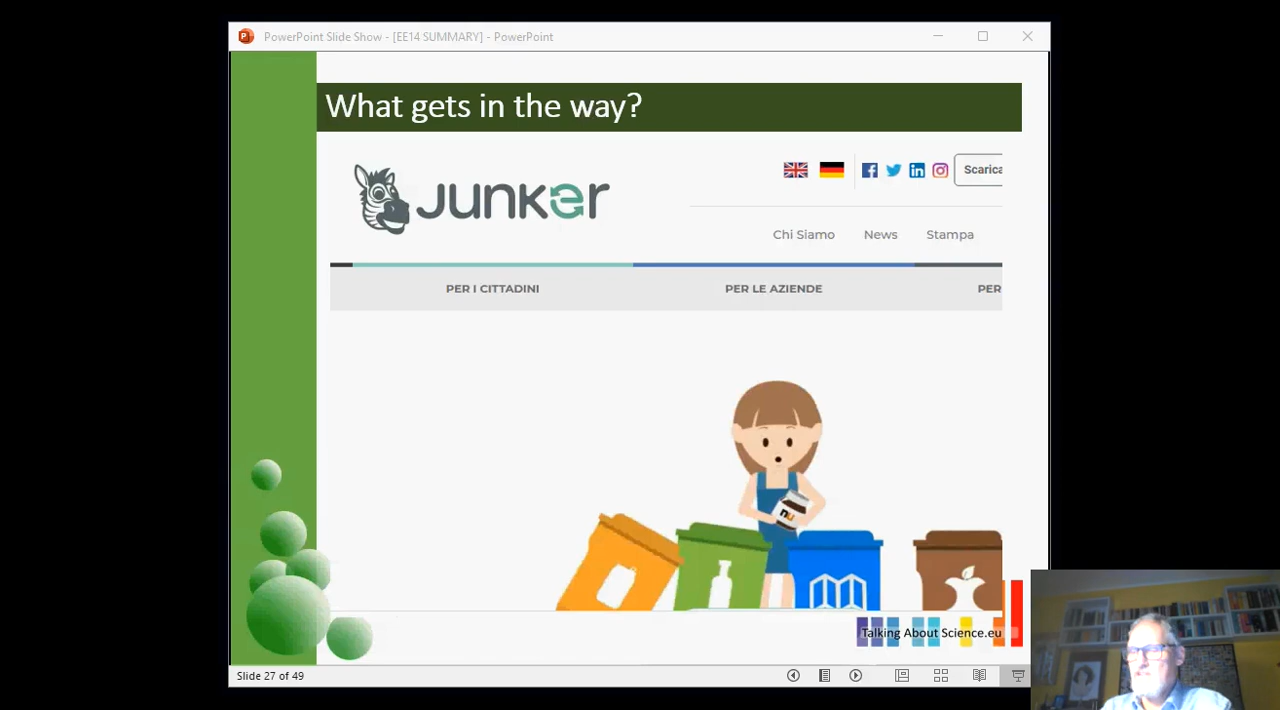 PowerPoint Slide Show - [EE14 SUMMARY] - PowerPoint
What gets in the way?
JUNKer
Scarica
Chi Siamo
News
Stampa
PER I CITTADINI
PER LE AZIENDE
PER
nu
Talking About Science.eu
Slide 27 of 49